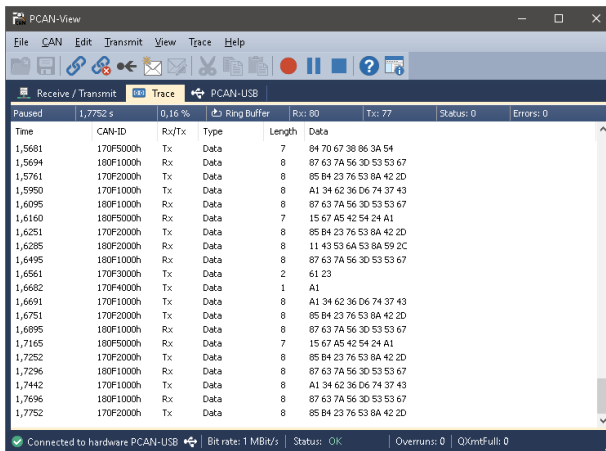 PCAN-View
File CAN Edit Transmit View Trace Help
Receive / Transmit Trace PCAN-USB
Paused 1,7752 s 0,16 % Ring Buffer Rx: 80 Tx: 77 Status: 0 Errors: 0
Time CAN-ID Rx/Tx Type Length Data
1,5681 170F5000h Tx Data 7 84 70 67 38 86 3A 54
1,5694 180F1000h Rx Data 8 87 63 7A 56 3D 53 53 67
1,5761 170F2000h Tx Data 8 85 B4 23 76 53 8A 42 2D
1,5950 170F1000h Tx Data 8 A1 34 62 36 D6 74 37 43
1,6095 180F1000h Rx Data 8 87 63 7A 56 3D 53 53 67
1,6160 180F5000h Rx Data 7 15 67 A5 42 54 24 A1
1,6251 170F2000h Tx Data 8 85 B4 23 76 53 8A 42 2D
1,6285 180F2000h Rx Data 8 11 43 53 6A 53 8A 59 2C
1,6495 180F1000h Rx Data 8 87 63 7A 56 3D 53 53 67
1,6561 170F3000h Tx Data 2 61 23
1,6682 170F4000h Tx Data 1 A1
1,6691 170F1000h Tx Data 8 A1 34 62 36 D6 74 37 43
1,6751 170F2000h Tx Data 8 85 B4 23 76 53 8A 42 2D
1,6895 180F1000h Rx Data 8 87 63 7A 56 3D 53 53 67
1,7165 180F5000h Rx Data 7 15 67 A5 42 54 24 A1
1,7252 170F2000h Tx Data 8 85 B4 23 76 53 8A 42 2D
1,7296 180F1000h Rx Data 8 87 63 7A 56 3D 53 53 67
1,7442 170F1000h Tx Data 8 A1 34 62 36 D6 74 37 43
1,7696 180F1000h Rx Data 8 87 63 7A 56 3D 53 53 67
1,7752 170F2000h Tx Data 8 85 B4 23 76 53 8A 42 2D
Connected to hardware PCAN-USB Bit rate: 1 MBit/s Status: OK Overruns: 0 QXmtFull: 0